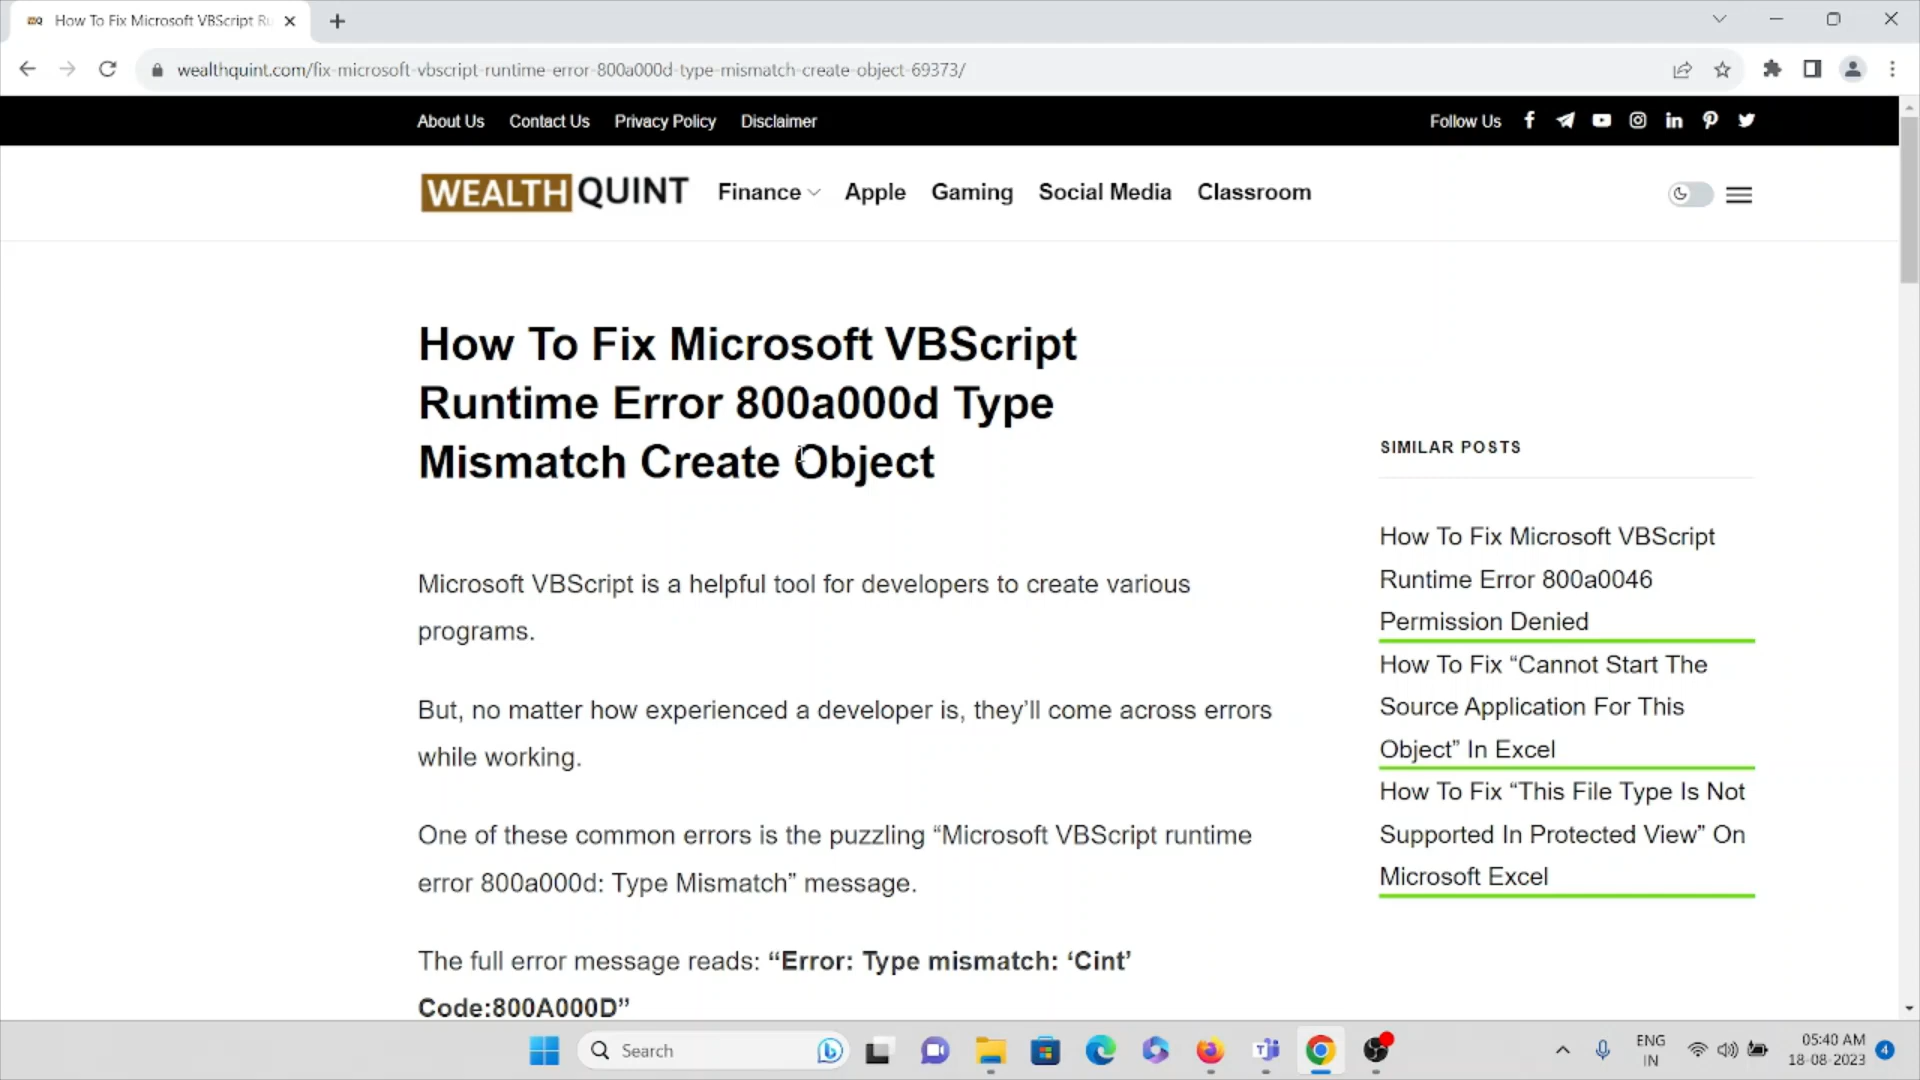 How To Fix Microsoft VBScript Ru
wealthquint.com/fix-microsoft-vbscript-runtime-error-800a000d-type-mismatch-create-object-69373/
About Us Contact Us Privacy Policy Disclaimer Follow Us
WEALTH QUINT Finance Apple Gaming Social Media Classroom
How To Fix Microsoft VBScript
Runtime Error 800a000d Type
Mismatch Create Object
Microsoft VBScript is a helpful tool for developers to create various
programs.
But, no matter how experienced a developer is, they’ll come across errors
while working.
One of these common errors is the puzzling “Microsoft VBScript runtime
error 800a000d: Type Mismatch” message.
The full error message reads: “Error: Type mismatch: ‘Cint’
Code:800A000D”
SIMILAR POSTS
How To Fix Microsoft VBScript
Runtime Error 800a0046
Permission Denied
How To Fix “Cannot Start The
Source Application For This
Object” In Excel
How To Fix “This File Type Is Not
Supported In Protected View” On
Microsoft Excel
Search
ENG
IN
05:40 AM
18-08-2023
4